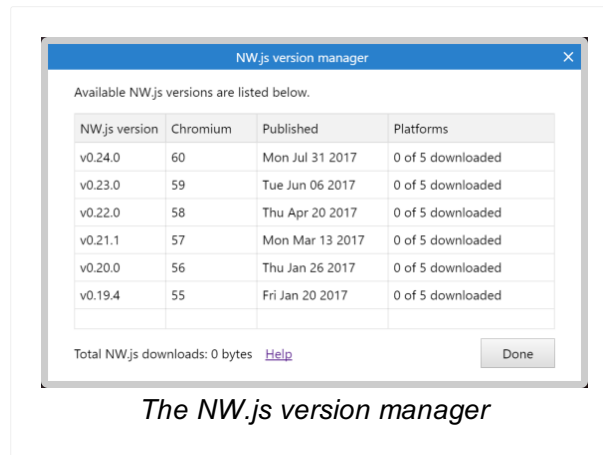 NW.js version manager
Available NW.js versions are listed below.
NW.js version Chromium Published Platforms
v0.24.0 60 Mon Jul 31 2017 0 of 5 downloaded
v0.23.0 59 Tue Jun 06 2017 0 of 5 downloaded
v0.22.0 58 Thu Apr 20 2017 0 of 5 downloaded
v0.21.1 57 Mon Mar 13 2017 0 of 5 downloaded
v0.20.0 56 Thu Jan 26 2017 0 of 5 downloaded
v0.19.4 55 Fri Jan 20 2017 0 of 5 downloaded
Total NW.js downloads: 0 bytes Help Done
The NW.js version manager